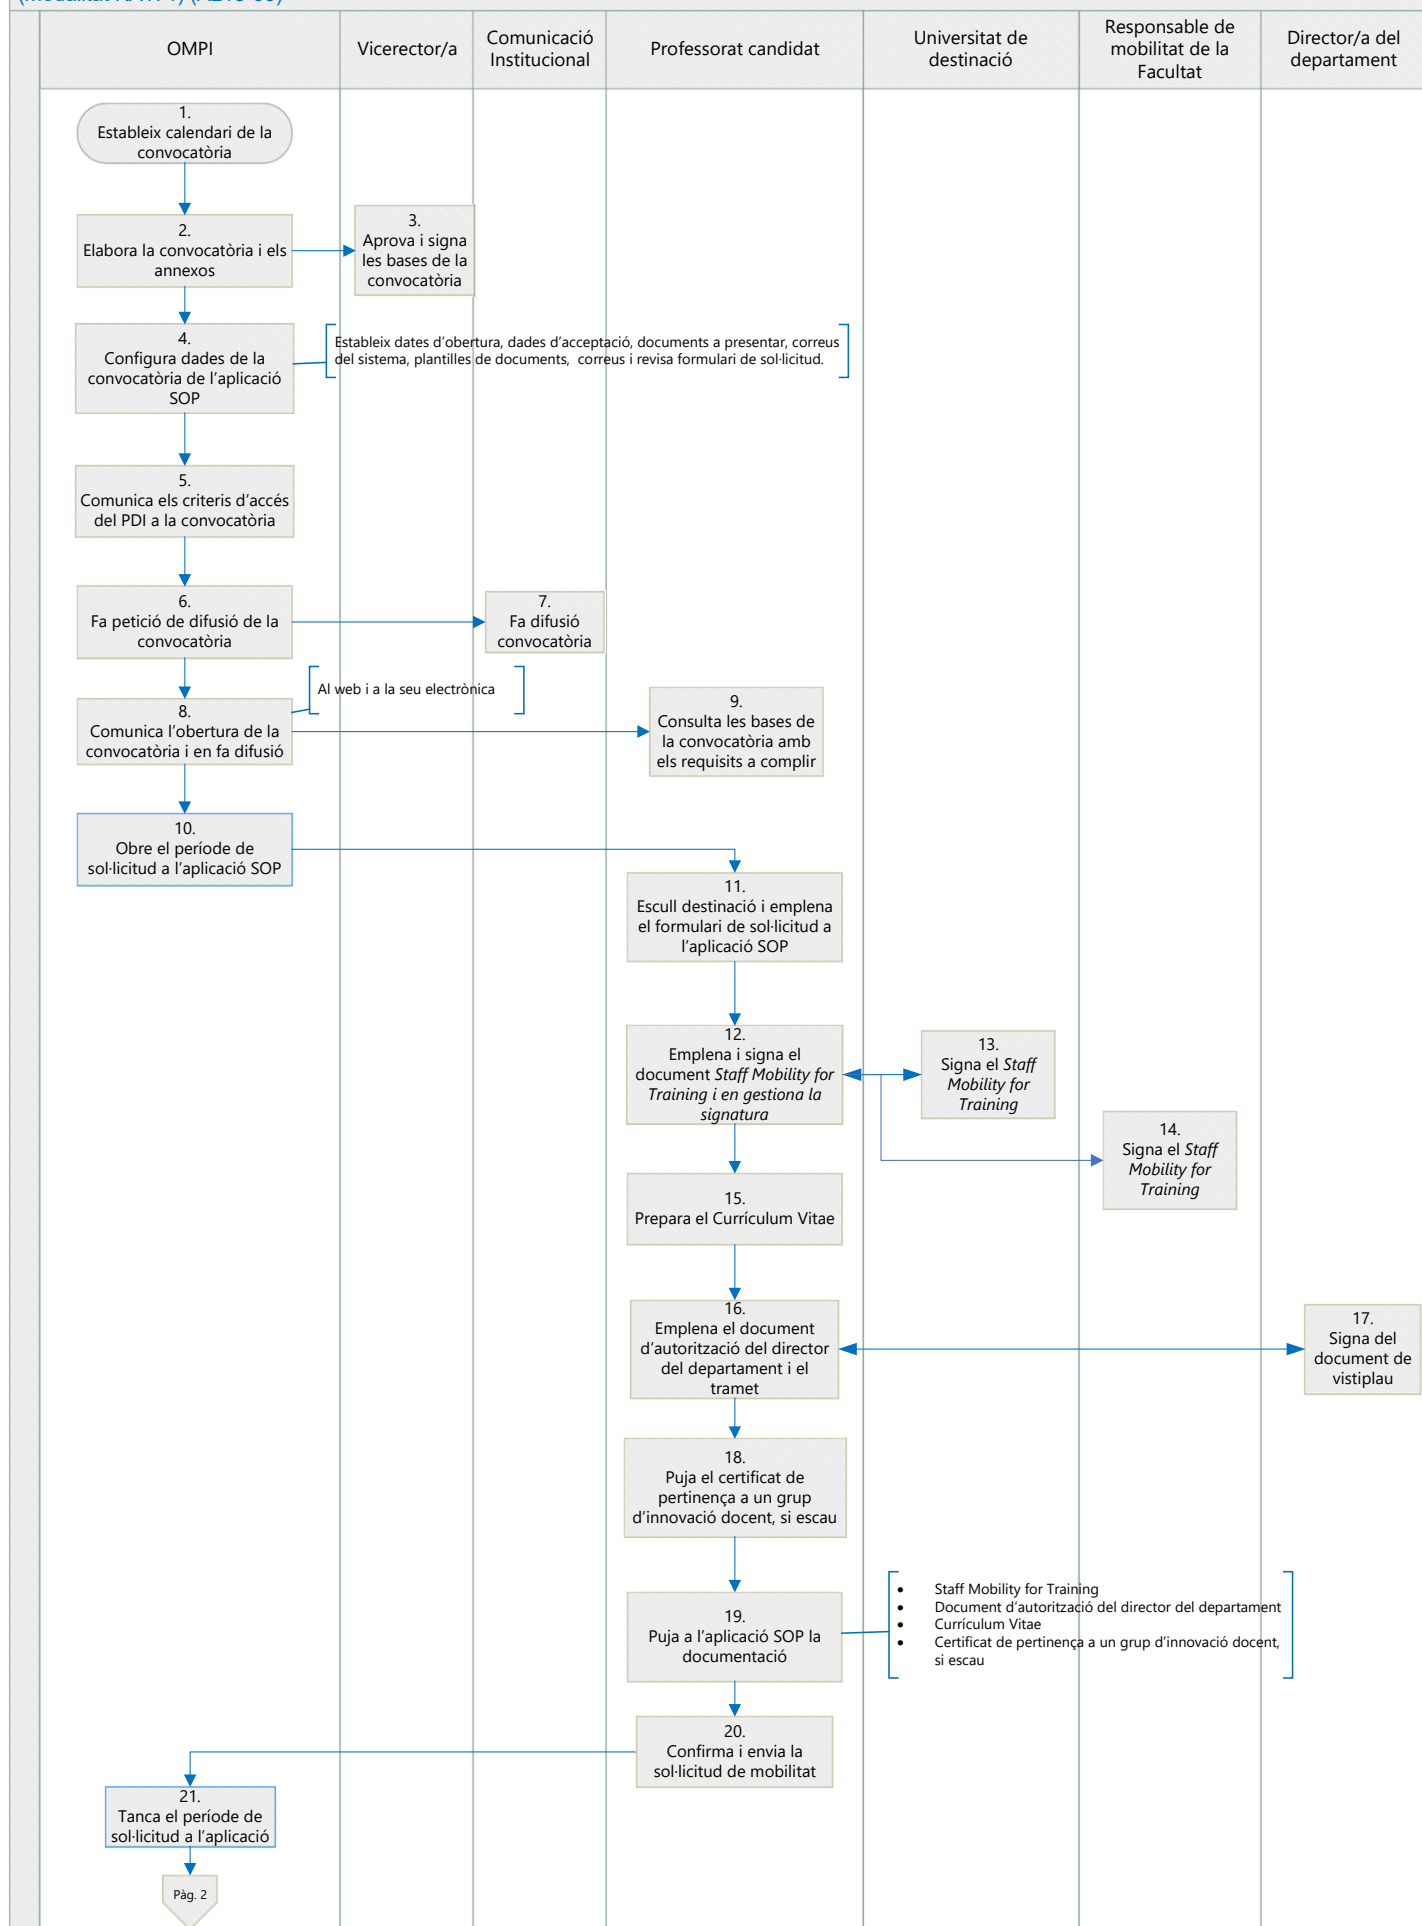 OMPI
Vicerector/a
Comunicació
Institucional
Professorat candidat
Universitat de
destinació
Responsable de
mobilitat de la
Facultat
Director/a del
departament
1.
Estableix calendari de la
convocatòria
2.
Elabora la convocatòria i els
annexos
3.
Aprova i signa
les bases de la
convocatòria
4.
Configura dades de la
convocatòria de l’aplicació
SOP
Estableix dates d’obertura, dades d’acceptació, documents a presentar, correus
del sistema, plantilles de documents, correus i revisa formulari de sol·licitud.
5.
Comunica els criteris d’accés
del PDI a la convocatòria
6.
Fa petició de difusió de la
convocatòria
7.
Fa difusió
convocatòria
Al web i a la seu electrònica
8.
Comunica l’obertura de la
convocatòria i en fa difusió
9.
Consulta les bases de
la convocatòria amb
els requisits a complir
10.
Obre el període de
sol·licitud a l’aplicació SOP
11.
Escull destinació i emplena
el formulari de sol·licitud a
l’aplicació SOP
12.
Emplena i signa el
document Staff Mobility for
Training i en gestiona la
signatura
13.
Signa el Staff
Mobility for
Training
14.
Signa el Staff
Mobility for
Training
15.
Prepara el Currículum Vitae
16.
Emplena el document
d’autorització del director
del departament i el
tramet
17.
Signa del
document de
vistiplau
18.
Puja el certificat de
pertinença a un grup
d’innovació docent, si escau
19.
Puja a l’aplicació SOP la
documentació
• Staff Mobility for Training
• Document d’autorització del director del departament
• Currículum Vitae
• Certificat de pertinença a un grup d’innovació docent,
si escau
20.
Confirma i envia la
sol·licitud de mobilitat
21.
Tanca el període de
sol·licitud a l’aplicació
Pàg. 2